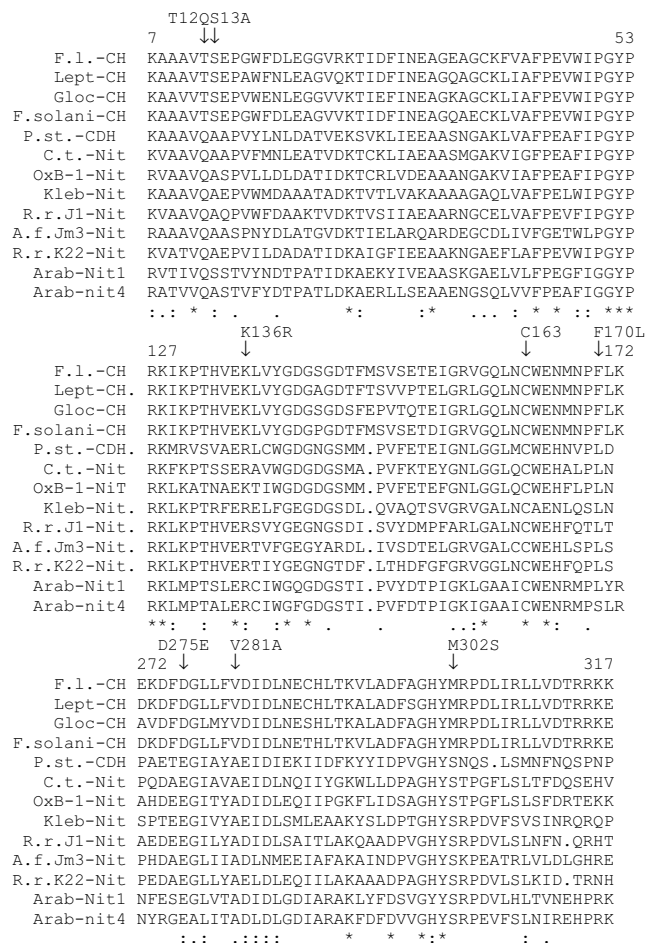 T12QS13A
7 ↓↓ 53
F.l.-CH KAAAVTSEPGWFDLEGGVRKTIDFINEAGEAGCKFVAFPEVWIPGYP
Lept-CH KAAAVTSEPAWFNLEAGVQKTIDFINEAGQAGCKLIAFPEVWIPGYP
Gloc-CH KAAVVTSEPVWENLEGGVVKTIEFINEAGKAGCKLIAFPEVWIPGYP
F.solani-CH KAAAVTSEPCWFDLEGGVVKTIDFINEAGQAECKLVAFPEVWIPGYP
P.st.-CDH KAAAVQAAPVYLNLDATVEKSVKLIEEAASNGAKLVAFPEAFIPGYP
C.t.-Nit KVAAVQAAPVFMNLEATVDKTCKLIAEAASMGAKVIGFPEAFIPGYP
OxB-1-Nit RVAAVQASPVLLDLDATIDKTCRLVDEAAANGAKVIAFPEAFIPGYP
Kleb-Nit KAAAVQAEPVWMDAAATADKTVTLVAKAAAAGAQLVAFPELWIPGYP
R.r.J1-Nit KVAAVQAQPVWFDAAKTVDKTVSIIAEAARNGCELVAFPEVFIPGYP
A.f.Jm3-Nit RAAAVQAASPNYDLATGVDKTIELARQARDEGCDLIVFGETWLPGYP
R.r.K22-Nit KVATVQAEPVILDADATIDKAIGFIEEAAKNGAEFLAFPEVWIPGYP
Arab-Nit1 RVTIVQSSTVYNDTPATIDKAEKYIVEAASKGAELVLFPEGFIGGYP
Arab-nit4 RATVVQASTVFYDTPATLDKAERLLSEAAENGSQLVVFPEAFIGGYP
:.: * : . . *: :* ... : * * :: ***
K136R C163 F170L
127 ↓ ↓ ↓172
F.l.-CH RKIKPTHVEKLVYGDGSGDTFMSVSETEIGRVGQLNCWENMNPFLK
Lept-CH. RKIKPTHVEKLVYGDGAGDTFTSVVPTELGRLGQLNCWENMNPFLK
Gloc-CH RKIKPTHVEKLVYGDGSGDSFEPVTQTEIGRLGQLNCWENMNPFLK
F.solani-CH RKIKPTHVEKLVYGDGPGDTFMSVSETDIGRVGQLNCWENMNPFLK
P.st.-CDH. RKMRVSVAERLCWGDGNGSMM.PVFETEIGNLGGLMCWEHNVPLD
C.t.-Nit RKFKPTSSERAVWGDGDGSMA.PVFKTEYGNLGGLQCWEHALPLN
OxB-1-NiT RKLKATNAEKTIWGDGDGSMM.PVFETEFGNLGGLQCWEHFLPLN
Kleb-Nit. RKLKPTRFERELFGEGDGSDL.QVAQTSVGRVGALNCAENLQSLN
R.r.J1-Nit. RKLKPTHVERSVYGEGNGSDI.SVYDMPFARLGALNCWEHFQTLT
A.f.Jm3-Nit. RKLKPTHVERTVFGEGYARDL.IVSDTELGRVGALCCWEHLSPLS
R.r.K22-Nit. RKLKPTHVERTIYGEGNGTDF.LTHDFGFGRVGGLNCWEHFQPLS
Arab-Nit1 RKLMPTSLERCIWGQGDGSTI.PVYDTPIGKLGAAICWENRMPLYR
Arab-nit4 RKLMPTALERCIWGFGDGSTI.PVFDTPIGKIGAAICWENRMPSLR
**: * :* * . . ..:* * *: .
D275E V281A M302S
272 ↓ ↓ ↓ 317
F.l.-CH EKDFDGLLFVDIDLNECHLTKVLADFAGHYMRPDLIRLLVDTRRKK
Lept-CH DKDFDGLLFVDIDLNECHLTKALADFSGHYMRPDLIRLLVDTRRKE
Gloc-CH AVDFDGLMYVDIDLNESHLTKALADFAGHYMRPDLIRLLVDTRRKE
F.solani-CH DKDFDGLLFVDIDLNETHLTKVLADFAGHYMRPDLIRLLVDTRRKE
P.st.-CDH PAETEGIAYAEIDIEKIIDFKYYIDPVGHYSNQS.LSMNFNQSPNP
C.t.-Nit PQDAEGIAVAEIDLNQIIYGKWLLDPAGHYSTPGFLSLTFDQSEHV
OxB-1-Nit AHDEEGITYADIDLEQIIPGKFLIDSAGHYSTPGFLSLSFDRTEKK
Kleb-Nit SPTEEGIVYAEIDLSMLEAAKYSLDPTGHYSRPDVFSVSINRQRQP
R.r.J1-Nit AEDEEGILYADIDLSAITLAKQAADPVGHYSRPDVLSLNFN.QRHT
A.f.Jm3-Nit PHDAEGLIIADLNMEEIAFAKAINDPVGHYSKPEATRLVLDLGHRE
R.r.K22-Nit PEDAEGLLYAELDLEQIILAKAAADPAGHYSRPDVLSLKID.TRNH
Arab-Nit1 NFESEGLVTADIDLGDIARAKLYFDSVGYYSRPDVLHLTVNEHPRK
Arab-nit4 NYRGEALITADLDLGDIARAKFDFDVVGHYSRPEVFSLNIREHPRK
:.: .:::: * * *:* : .